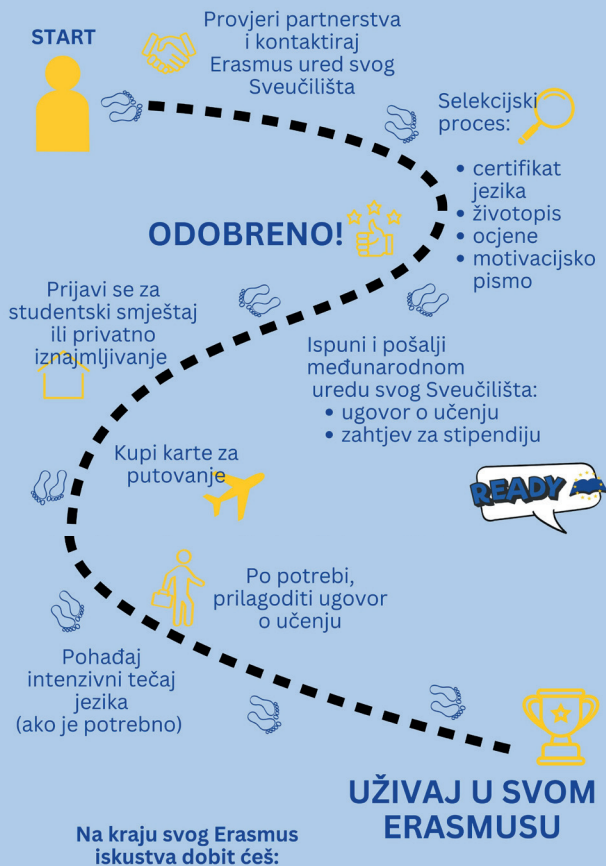 START
Provjeri partnerstva
i kontaktiraj
Erasmus ured svog
Sveučilišta
Selekcijski
proces:
• certifikat
jezika
• životopis
• ocjene
• motivacijsko
pismo
ODOBRENO!
Ispuni i pošalji
međunarodnom
uredu svog Sveučilišta:
• ugovor o učenju
• zahtjev za stipendiju
Prijavi se za
studentski smještaj
ili privatno
iznajmljivanje
Kupi karte za
putovanje
READY
Po potrebi,
prilagoditi ugovor
o učenju
Pohađaj
intenzivni tečaj
jezika
(ako je potrebno)
UŽIVAJ U SVOM
ERASMUSU
Na kraju svog Erasmus
iskustva dobit ćeš: